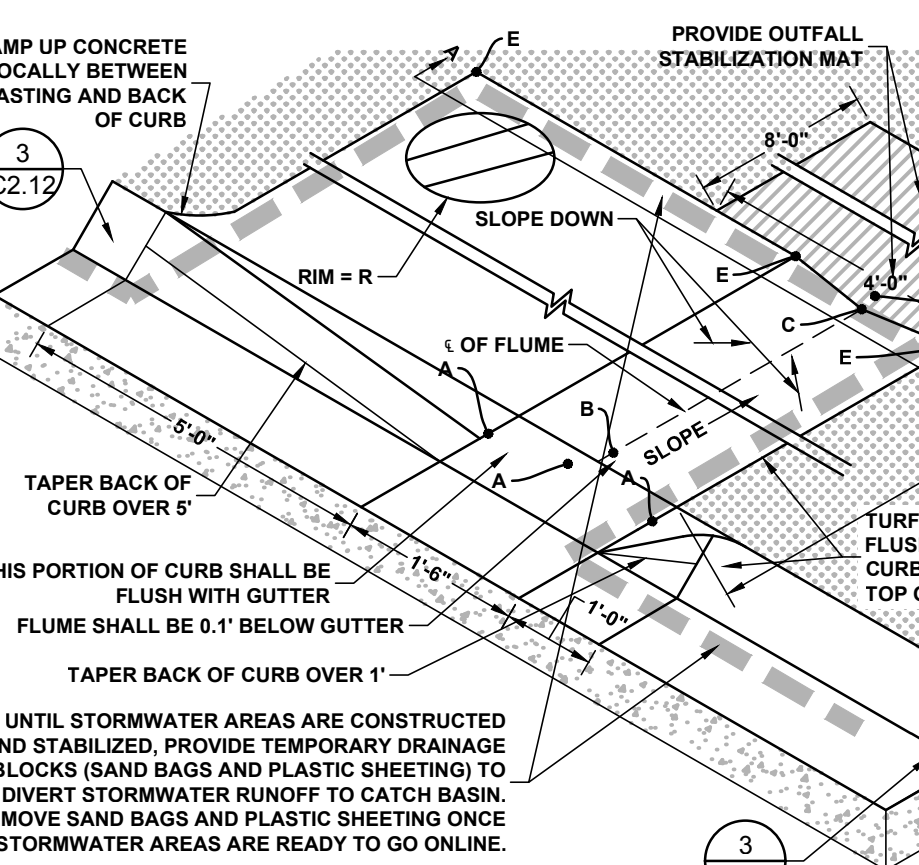 AMP UP CONCRETE
OCALLY BETWEEN
ASTING AND BACK
OF CURB
3
C2.12
A
E
PROVIDE OUTFALL
STABILIZATION MAT
8'-0"
SLOPE DOWN
RIM = R
E
4'-0"
C
E
℄ OF FLUME
A
B
SLOPE
A
A
5'-0"
TAPER BACK OF
CURB OVER 5'
HIS PORTION OF CURB SHALL BE
FLUSH WITH GUTTER
1'-6"
FLUME SHALL BE 0.1' BELOW GUTTER
1'-0"
TAPER BACK OF CURB OVER 1'
TURF
FLUSH
CURB
TOP
UNTIL STORMWATER AREAS ARE CONSTRUCTED
ND STABILIZED, PROVIDE TEMPORARY DRAINAGE
BLOCKS (SAND BAGS AND PLASTIC SHEETING) TO
DIVERT STORMWATER RUNOFF TO CATCH BASIN.
MOVE SAND BAGS AND PLASTIC SHEETING ONCE
STORMWATER AREAS ARE READY TO GO ONLINE.
3